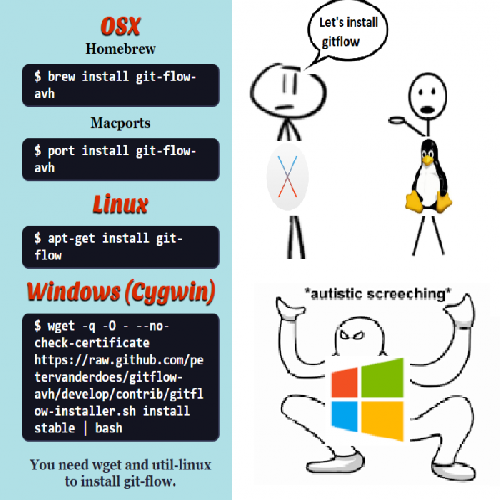 OSX
Homebrew
$ brew install git-flow-
avh
Macports
$ port install git-flow-
avh
Linux
$ apt-get install git-
flow
Windows (Cygwin)
$ wget -q -O - --no-
check-certificate
https://raw.github.com/pe
tervanderdoes/gitflow-
avh/develop/contrib/gitfl
ow-installer.sh install
stable | bash
You need wget and util-linux
to install git-flow.
Let's install
gitflow
*autistic screeching*